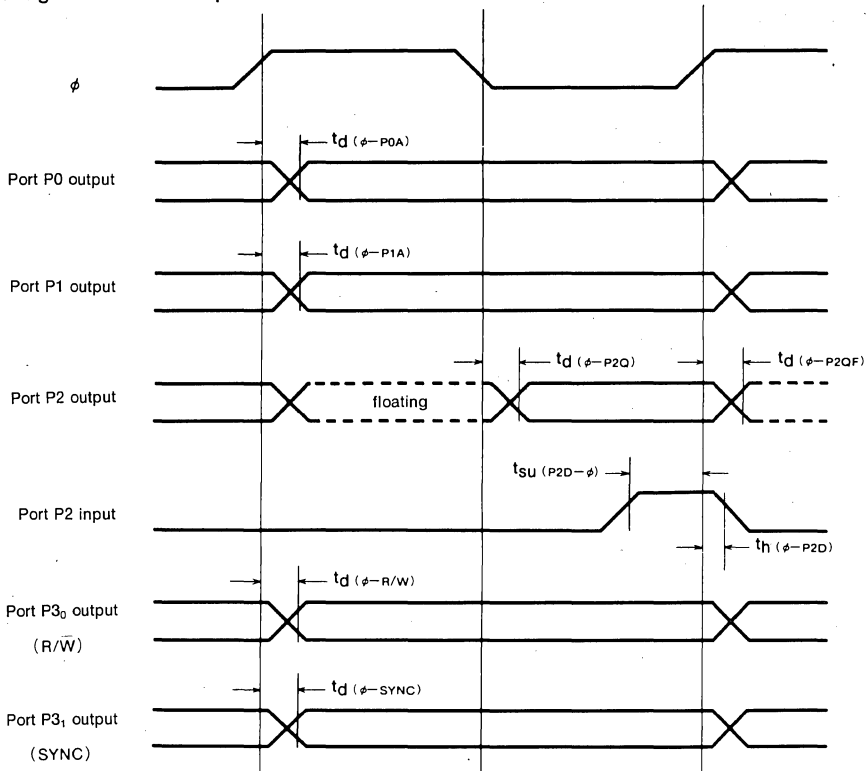 φ
td (φ–P0A)
Port P0 output
td (φ–P1A)
Port P1 output
td (φ–P2Q)
td (φ–P2QF)
Port P2 output
floating
tsu (P2D–φ)
Port P2 input
th (φ–P2D)
td (φ–R/W)
Port P3₀ output
(R/W̅)
td (φ–SYNC)
Port P3₁ output
(SYNC)